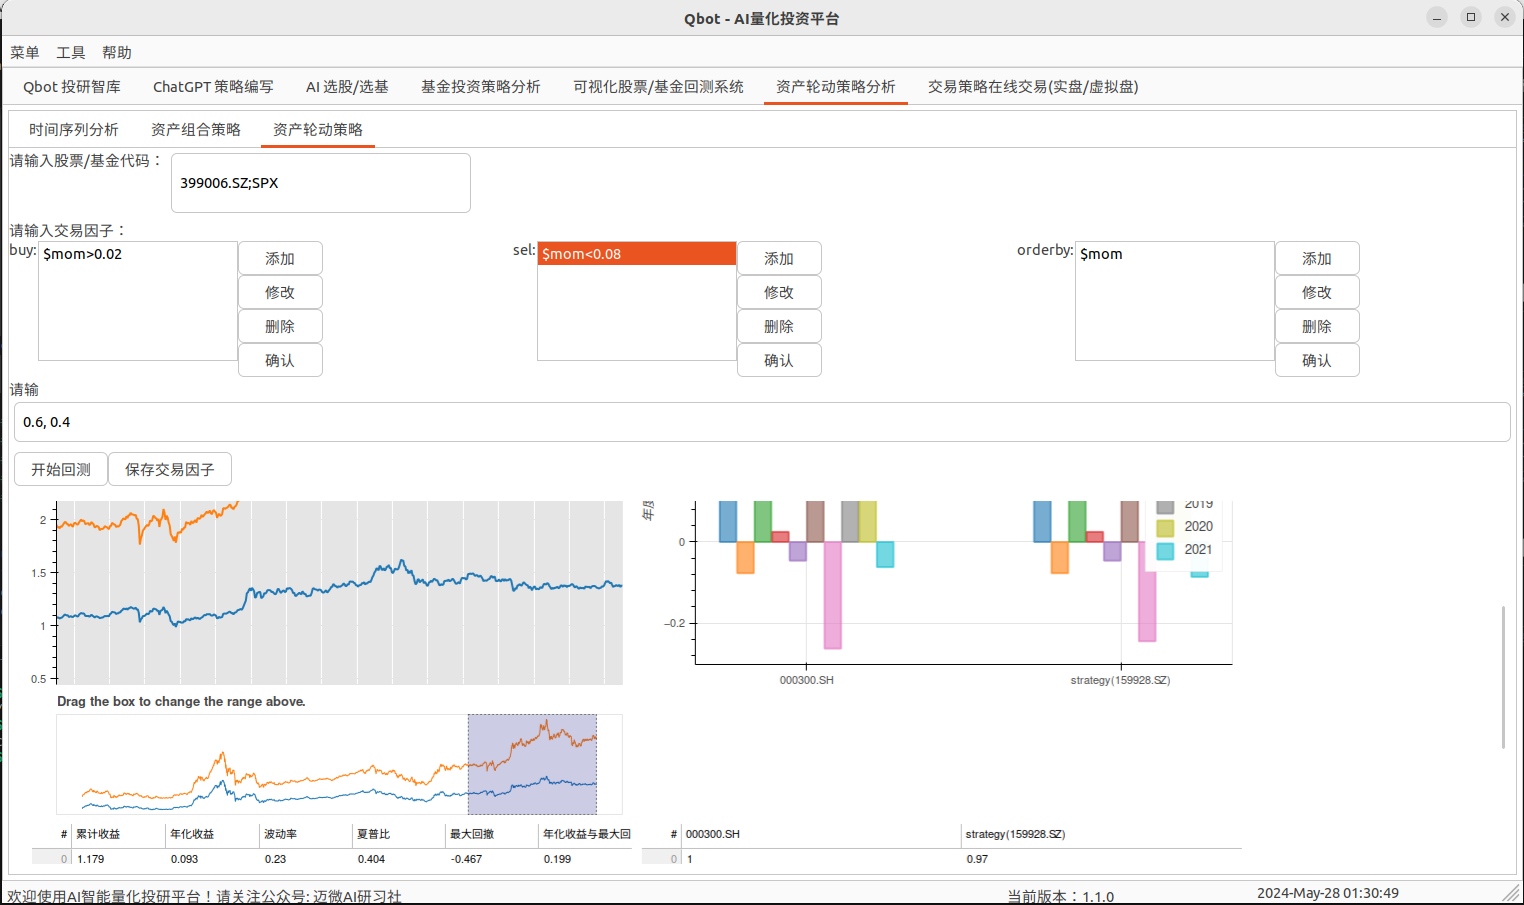 Qbot - AI量化投资平台
菜单 工具 帮助
Qbot 投研智库 ChatGPT 策略编写 AI 选股/选基 基金投资策略分析 可视化股票/基金回测系统 资产轮动策略分析 交易策略在线交易(实盘/虚拟盘)
时间序列分析 资产组合策略 资产轮动策略
请输入股票/基金代码：
399006.SZ;SPX
请输入交易因子：
buy: $mom>0.02 添加 sel: $mom<0.08 添加 orderby: $mom 添加
修改 修改 修改
删除 删除 删除
确认 确认 确认
请输
0.6, 0.4
开始回测 保存交易因子
2019
2020
2021
2
1.5
1
0.5
0
−0.2
000300.SH strategy(159928.SZ)
Drag the box to change the range above.
# 累计收益 年化收益 波动率 夏普比 最大回撤 年化收益与最大回 # 000300.SH strategy(159928.SZ)
0 1.179 0.093 0.23 0.404 -0.467 0.199 0 1 0.97
欢迎使用AI智能量化投研平台！请关注公众号: 迈微AI研习社 当前版本：1.1.0 2024-May-28 01:30:49